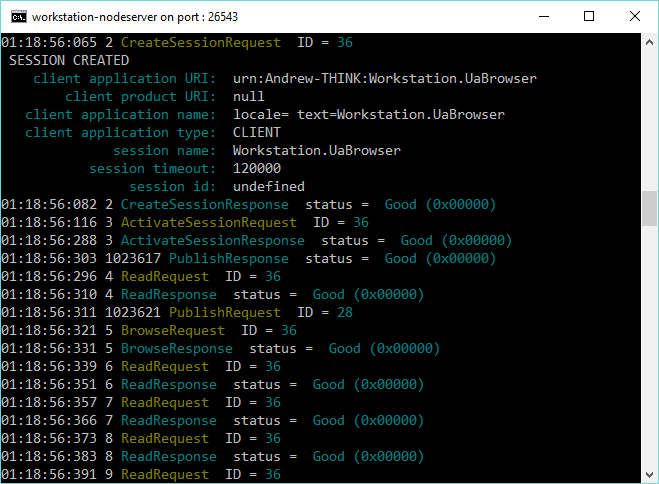 workstation-nodeserver on port : 26543
01:18:56:065 2 CreateSessionRequest ID = 36
SESSION CREATED
client application URI: urn:Andrew-THINK:Workstation.UaBrowser
client product URI: null
client application name: locale= text=Workstation.UaBrowser
client application type: CLIENT
session name: Workstation.UaBrowser
session timeout: 120000
session id: undefined
01:18:56:082 2 CreateSessionResponse status = Good (0x00000)
01:18:56:116 3 ActivateSessionRequest ID = 36
01:18:56:288 3 ActivateSessionResponse status = Good (0x00000)
01:18:56:303 1023617 PublishResponse status = Good (0x00000)
01:18:56:296 4 ReadRequest ID = 36
01:18:56:310 4 ReadResponse status = Good (0x00000)
01:18:56:311 1023621 PublishRequest ID = 28
01:18:56:321 5 BrowseRequest ID = 36
01:18:56:331 5 BrowseResponse status = Good (0x00000)
01:18:56:339 6 ReadRequest ID = 36
01:18:56:351 6 ReadResponse status = Good (0x00000)
01:18:56:357 7 ReadRequest ID = 36
01:18:56:366 7 ReadResponse status = Good (0x00000)
01:18:56:373 8 ReadRequest ID = 36
01:18:56:383 8 ReadResponse status = Good (0x00000)
01:18:56:391 9 ReadRequest ID = 36